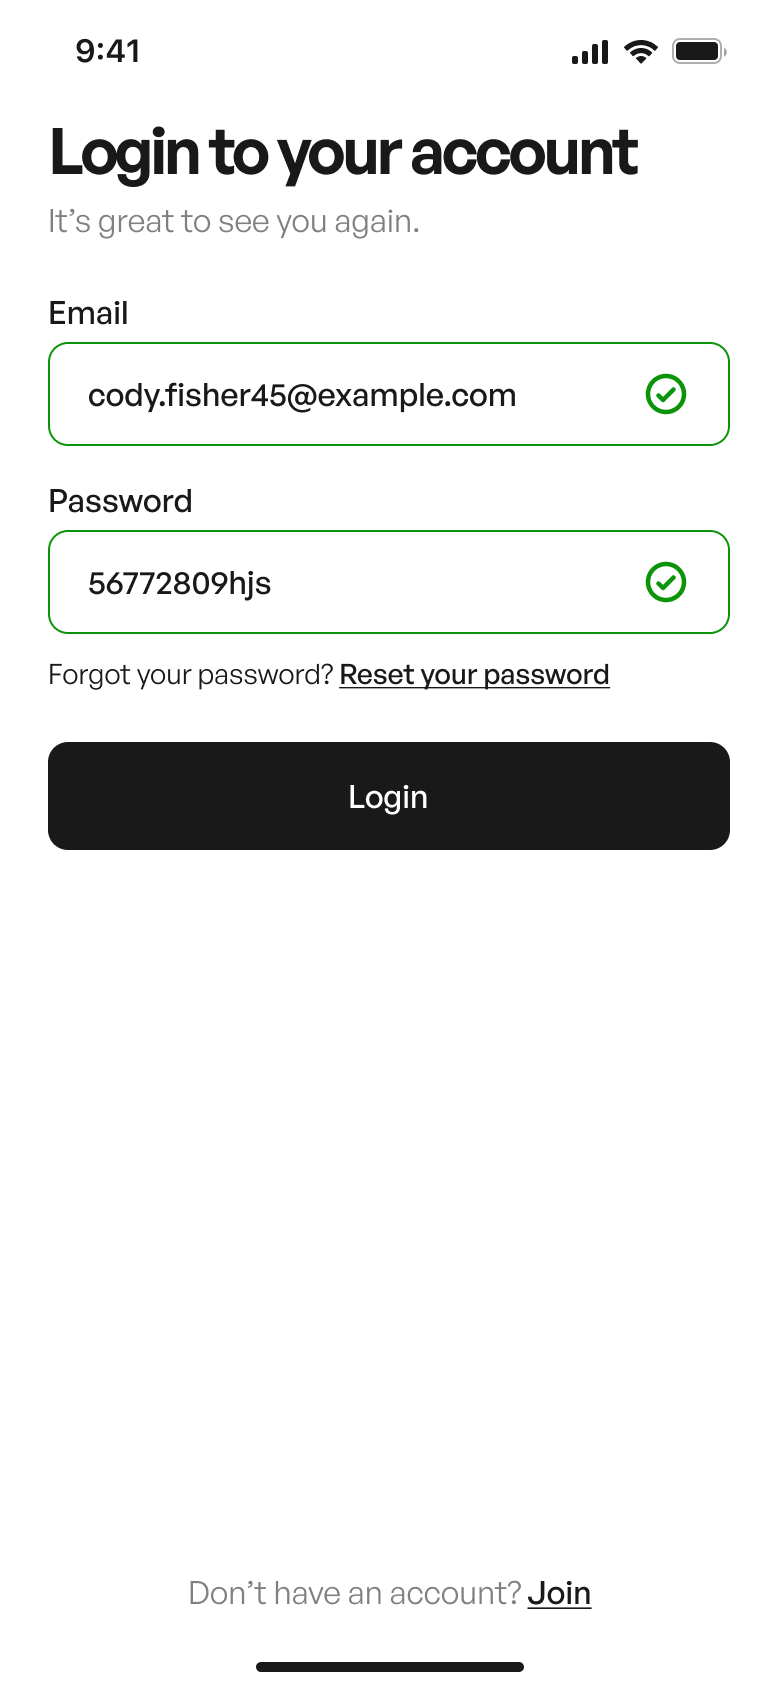 9:41
Login to your account
It’s great to see you again.
Email
cody.fisher45@example.com
Password
56772809hjs
Forgot your password? Reset your password
Login
Don’t have an account? Join